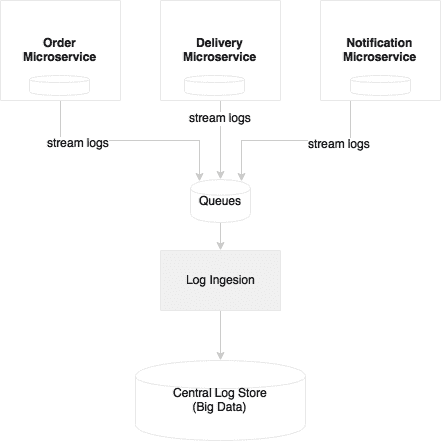 Order
Microservice
Delivery
Microservice
Notification
Microservice
stream logs
stream logs
stream logs
Queues
Log Ingesion
Central Log Store
(Big Data)